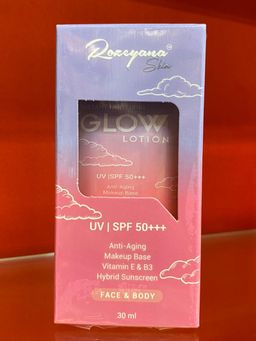 Rozeyana
Skin
GLOW
LOTION
UV |SPF 50+++
Anti-Aging
Makeup Base
UV | SPF 50+++
Anti-Aging
Makeup Base
Vitamin E & B3
Hybrid Sunscreen
FACE & BODY
30 ml